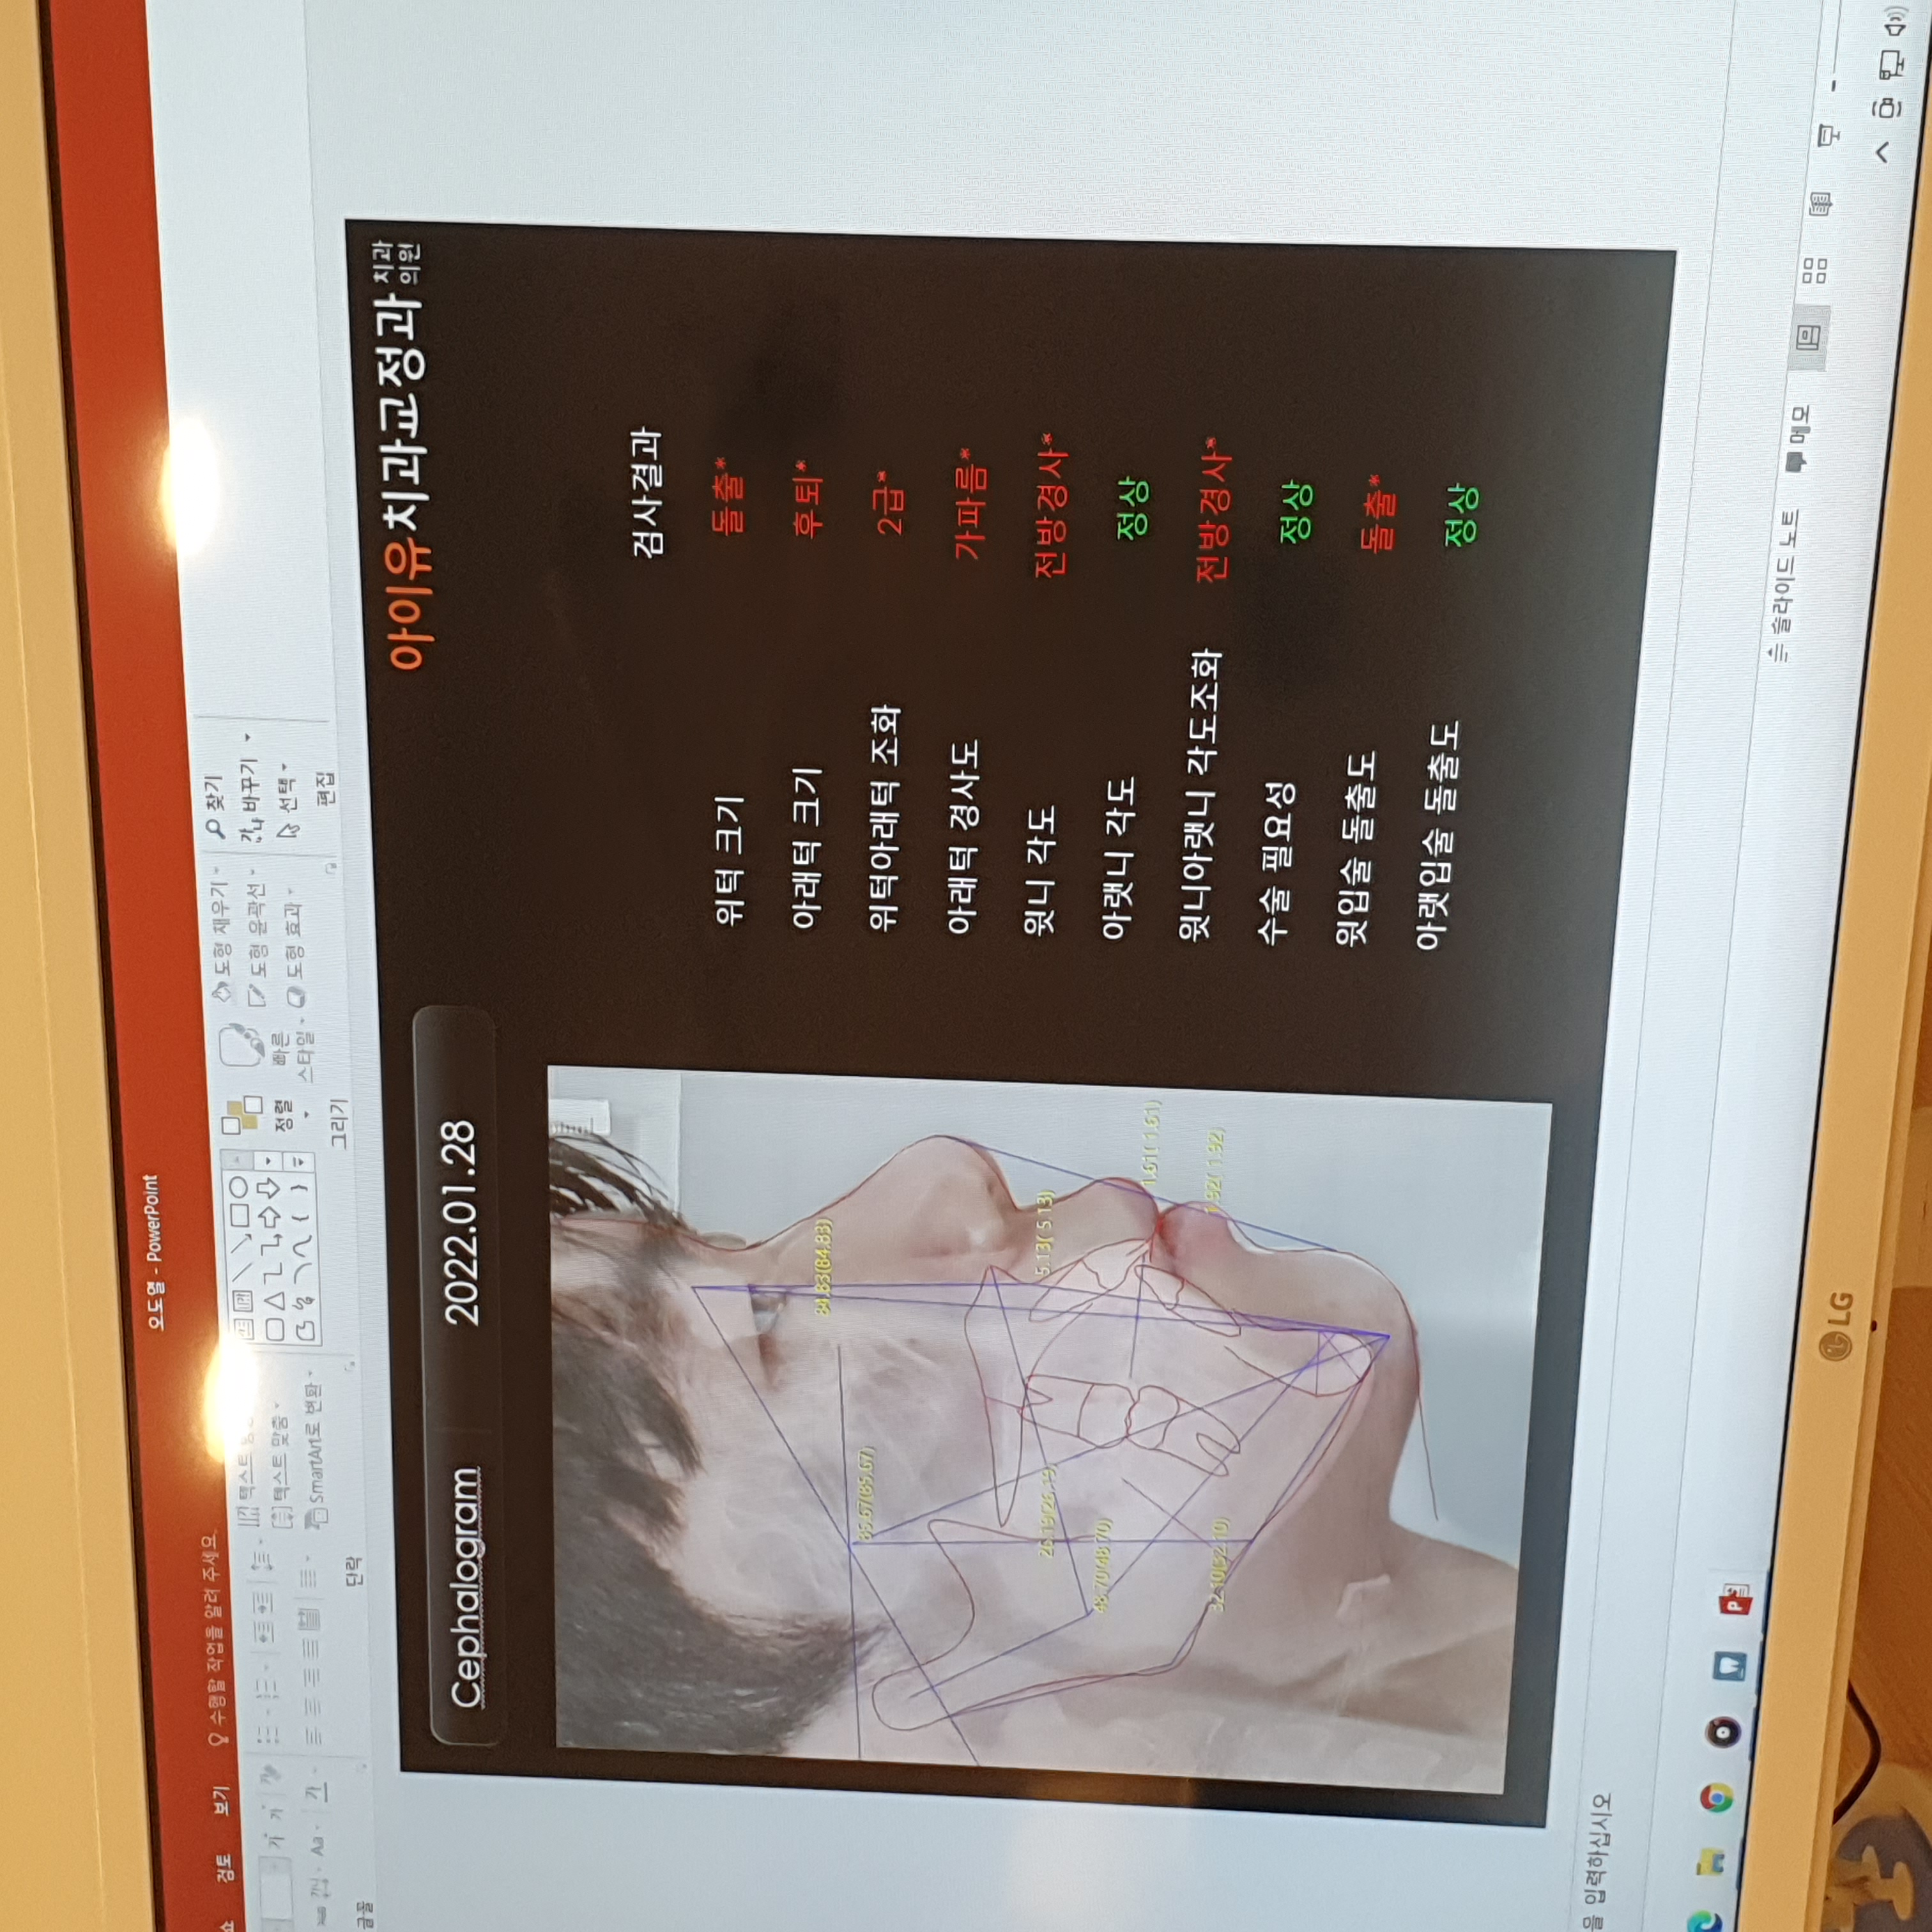 오도열 - PowerPoint
쇼 검토 보기 수행할 작업을 알려 주세요.
텍스트 맞춤
SmartArt로 변환
정렬
빠른
스타일
도형 채우기
도형 윤곽선
도형 효과
찾기
바꾸기
선택
글꼴 단락 그리기 편집
Cephalogram 2022.01.28
아이유치과교정과 치과
의원
검사결과
위턱 크기 돌출*
아래턱 크기 후퇴*
위턱아래턱 조화 2급*
아래턱 경사도 가파름*
윗니 각도 전방경사*
아랫니 각도 정상
윗니아랫니 각도조화 전방경사*
수술 필요성 정상
윗입술 돌출도 돌출*
아랫입술 돌출도 정상
84.83(84.83)
85.67(85.67)
5.13( 5.13)
48.70(48.70)
1.61( 1.61)
1.92( 1.92)
32.10(32.10)
을 입력하십시오
슬라이드 노트 메모
LG